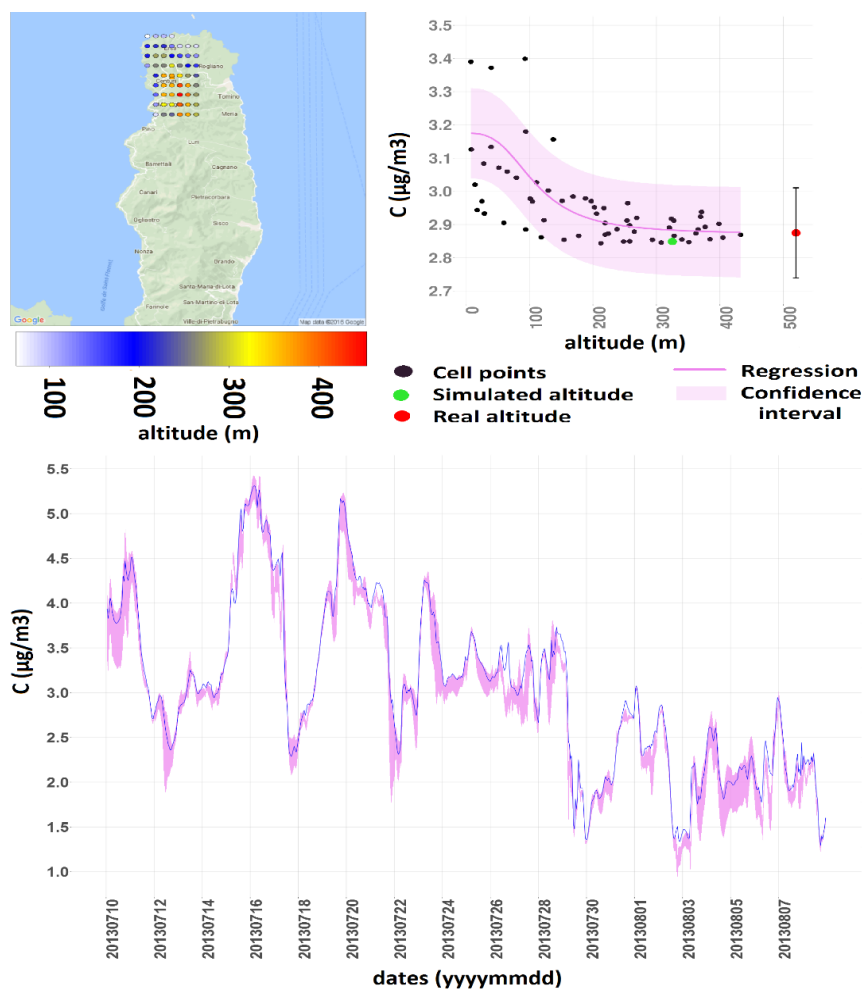 Rogliano
Centuri
Tomino
Meria
Pino
Luri
Barrettali
Cagnano
Canari
Pietracorbara
Ogliastro
Sisco
Nonza
Brando
Santa-Maria-di-Lota
San-Martino-di-Lota
Farinole
Ville-di-Pietrabugno
Google
Map data ©2018 Google
100
200
300
400
altitude (m)
C (µg/m3)
3.5
3.4
3.3
3.2
3.1
3.0
2.9
2.8
2.7
0
100
200
300
400
500
altitude (m)
Cell points
Simulated altitude
Real altitude
Regression
Confidence
interval
C (µg/m3)
5.5
5.0
4.5
4.0
3.5
3.0
2.5
2.0
1.5
1.0
20130710
20130712
20130714
20130716
20130718
20130720
20130722
20130724
20130726
20130728
20130730
20130801
20130803
20130805
20130807
dates (yyyymmdd)